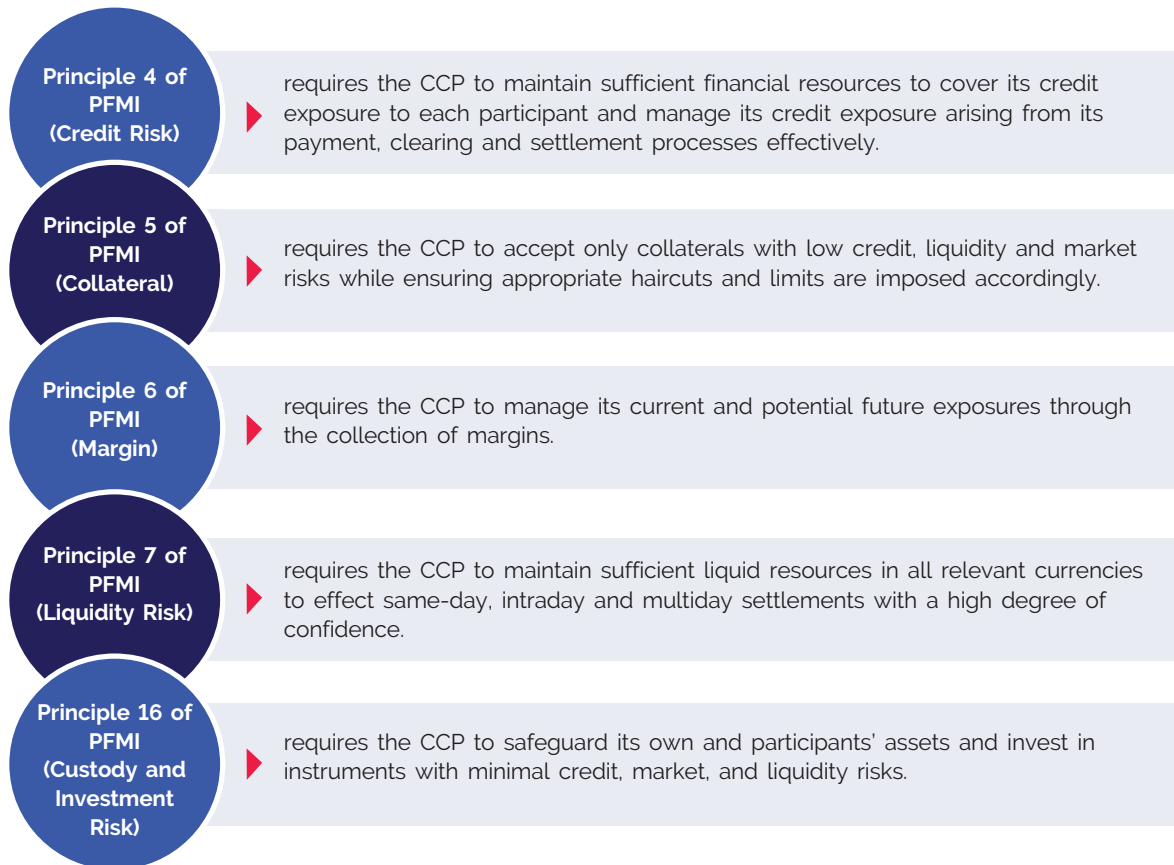 Principle 4 of
PFMI
(Credit Risk)
requires the CCP to maintain sufficient financial resources to cover its credit
exposure to each participant and manage its credit exposure arising from its
payment, clearing and settlement processes effectively.
Principle 5 of
PFMI
(Collateral)
requires the CCP to accept only collaterals with low credit, liquidity and market
risks while ensuring appropriate haircuts and limits are imposed accordingly.
Principle 6 of
PFMI
(Margin)
requires the CCP to manage its current and potential future exposures through
the collection of margins.
Principle 7 of
PFMI
(Liquidity Risk)
requires the CCP to maintain sufficient liquid resources in all relevant currencies
to effect same-day, intraday and multiday settlements with a high degree of
confidence.
Principle 16 of
PFMI
(Custody and
Investment
Risk)
requires the CCP to safeguard its own and participants' assets and invest in
instruments with minimal credit, market, and liquidity risks.